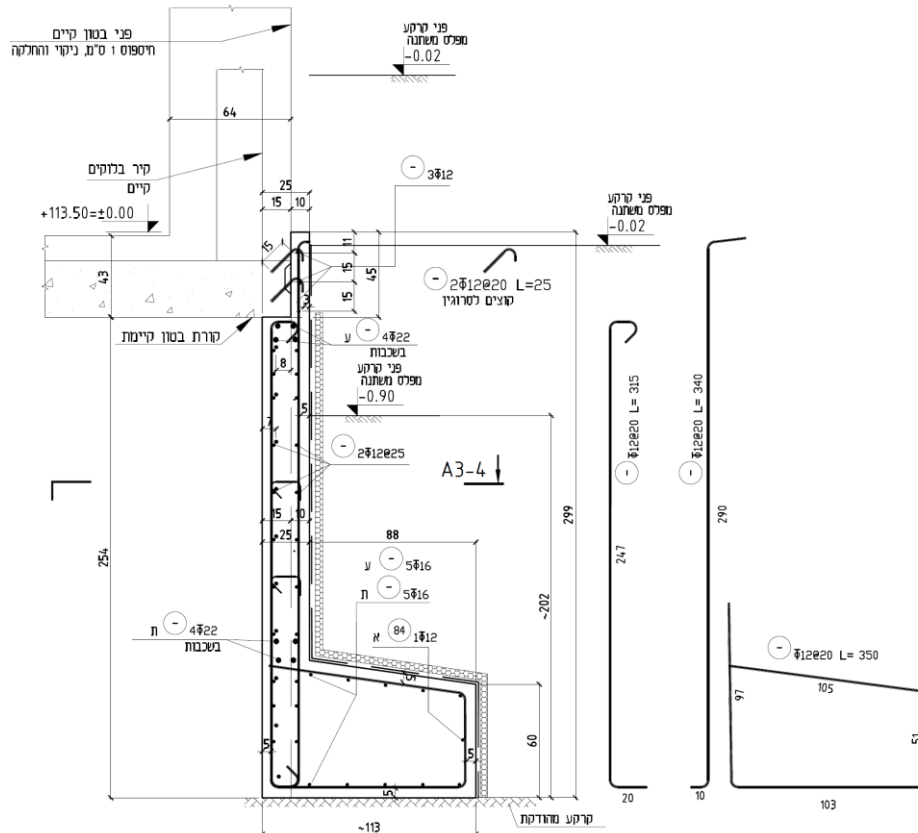 פני בטון קיים
חיספוס 1 ס"מ, ניקוי והחלקה
פני קרקע
מפלס משתנה
-0.02
64
קיר בלוקים
קיים
25
15 10
3Φ12
-
פני קרקע
מפלס משתנה
-0.02
+113.50=±0.00
15
11
15
15
45
43
3
- 2Φ12@20 L=25
קוצים לסרוגין
קורת בטון קיימת
ע - 4Φ22
בשכבות
8
פני קרקע
מפלס משתנה
-0.90
5
7
- 2Φ12@25
A3-4
15 10
25
88
299
254
~202
ע - 5Φ16
ת - 5Φ16
א 84 1Φ12
ת - 4Φ22
בשכבות
5
5
5
5
60
~113
קרקע מהודקת
- Φ12@20 L= 315
247
20
- Φ12@20 L= 340
290
10
- Φ12@20 L= 350
105
97
51
103